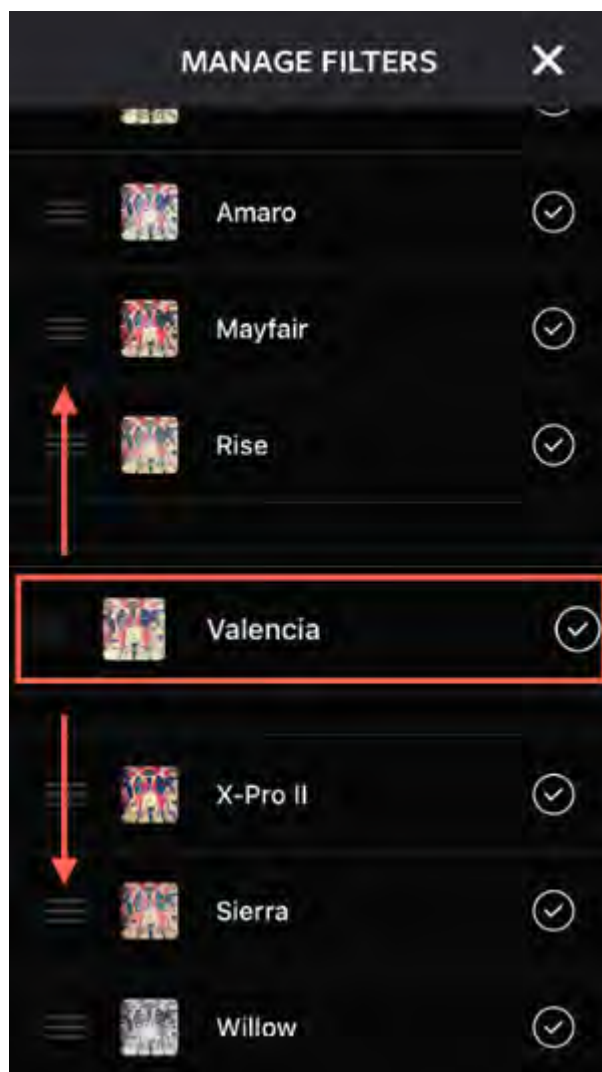 MANAGE FILTERS
Amaro
Mayfair
Rise
Valencia
X-Pro II
Sierra
Willow